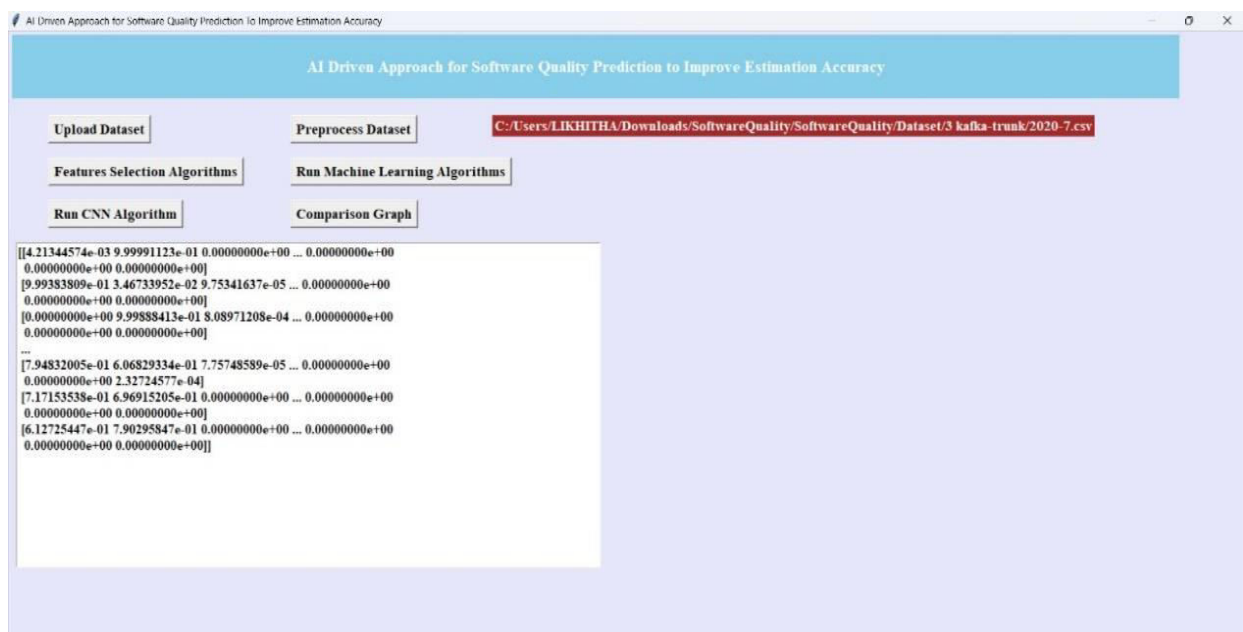 AI Driven Approach for Software Quality Prediction To Improve Estimation Accuracy
AI Driven Approach for Software Quality Prediction to Improve Estimation Accuracy
Upload Dataset
Preprocess Dataset
C:/Users/LIKHITHA/Downloads/SoftwareQuality/SoftwareQuality/Dataset/3 kafka-trunk/2020-7.csv
Features Selection Algorithms
Run Machine Learning Algorithms
Run CNN Algorithm
Comparison Graph
[[4.21344574e-03 9.99991123e-01 0.00000000e+00 ... 0.00000000e+00
0.00000000e+00 0.00000000e+00]
[9.99383809e-01 3.46733952e-02 9.75341637e-05 ... 0.00000000e+00
0.00000000e+00 0.00000000e+00]
[0.00000000e+00 9.99888413e-01 8.08971208e-04 ... 0.00000000e+00
0.00000000e+00 0.00000000e+00]
...
[7.94832005e-01 6.06829334e-01 7.75748589e-05 ... 0.00000000e+00
0.00000000e+00 2.32724577e-04]
[7.17153538e-01 6.96915205e-01 0.00000000e+00 ... 0.00000000e+00
0.00000000e+00 0.00000000e+00]
[6.12725447e-01 7.90295847e-01 0.00000000e+00 ... 0.00000000e+00
0.00000000e+00 0.00000000e+00]]